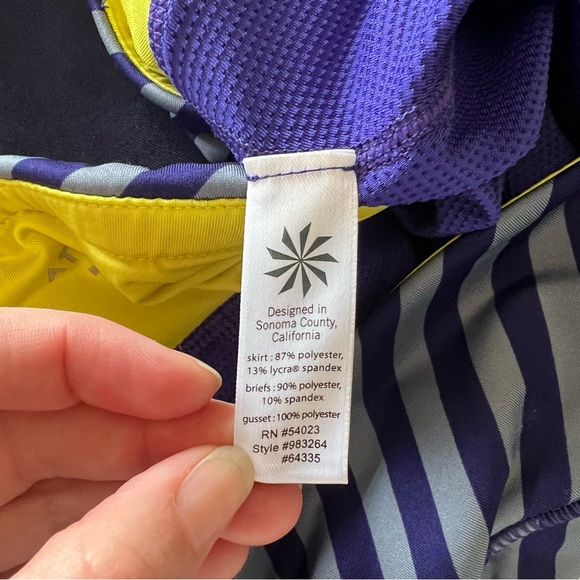 Designed in
Sonoma County,
California
skirt : 87% polyester,
13% lycra® spandex
briefs: 90% polyester,
10% spandex
gusset: 100% polyester
RN #54023
Style #983264
#64335